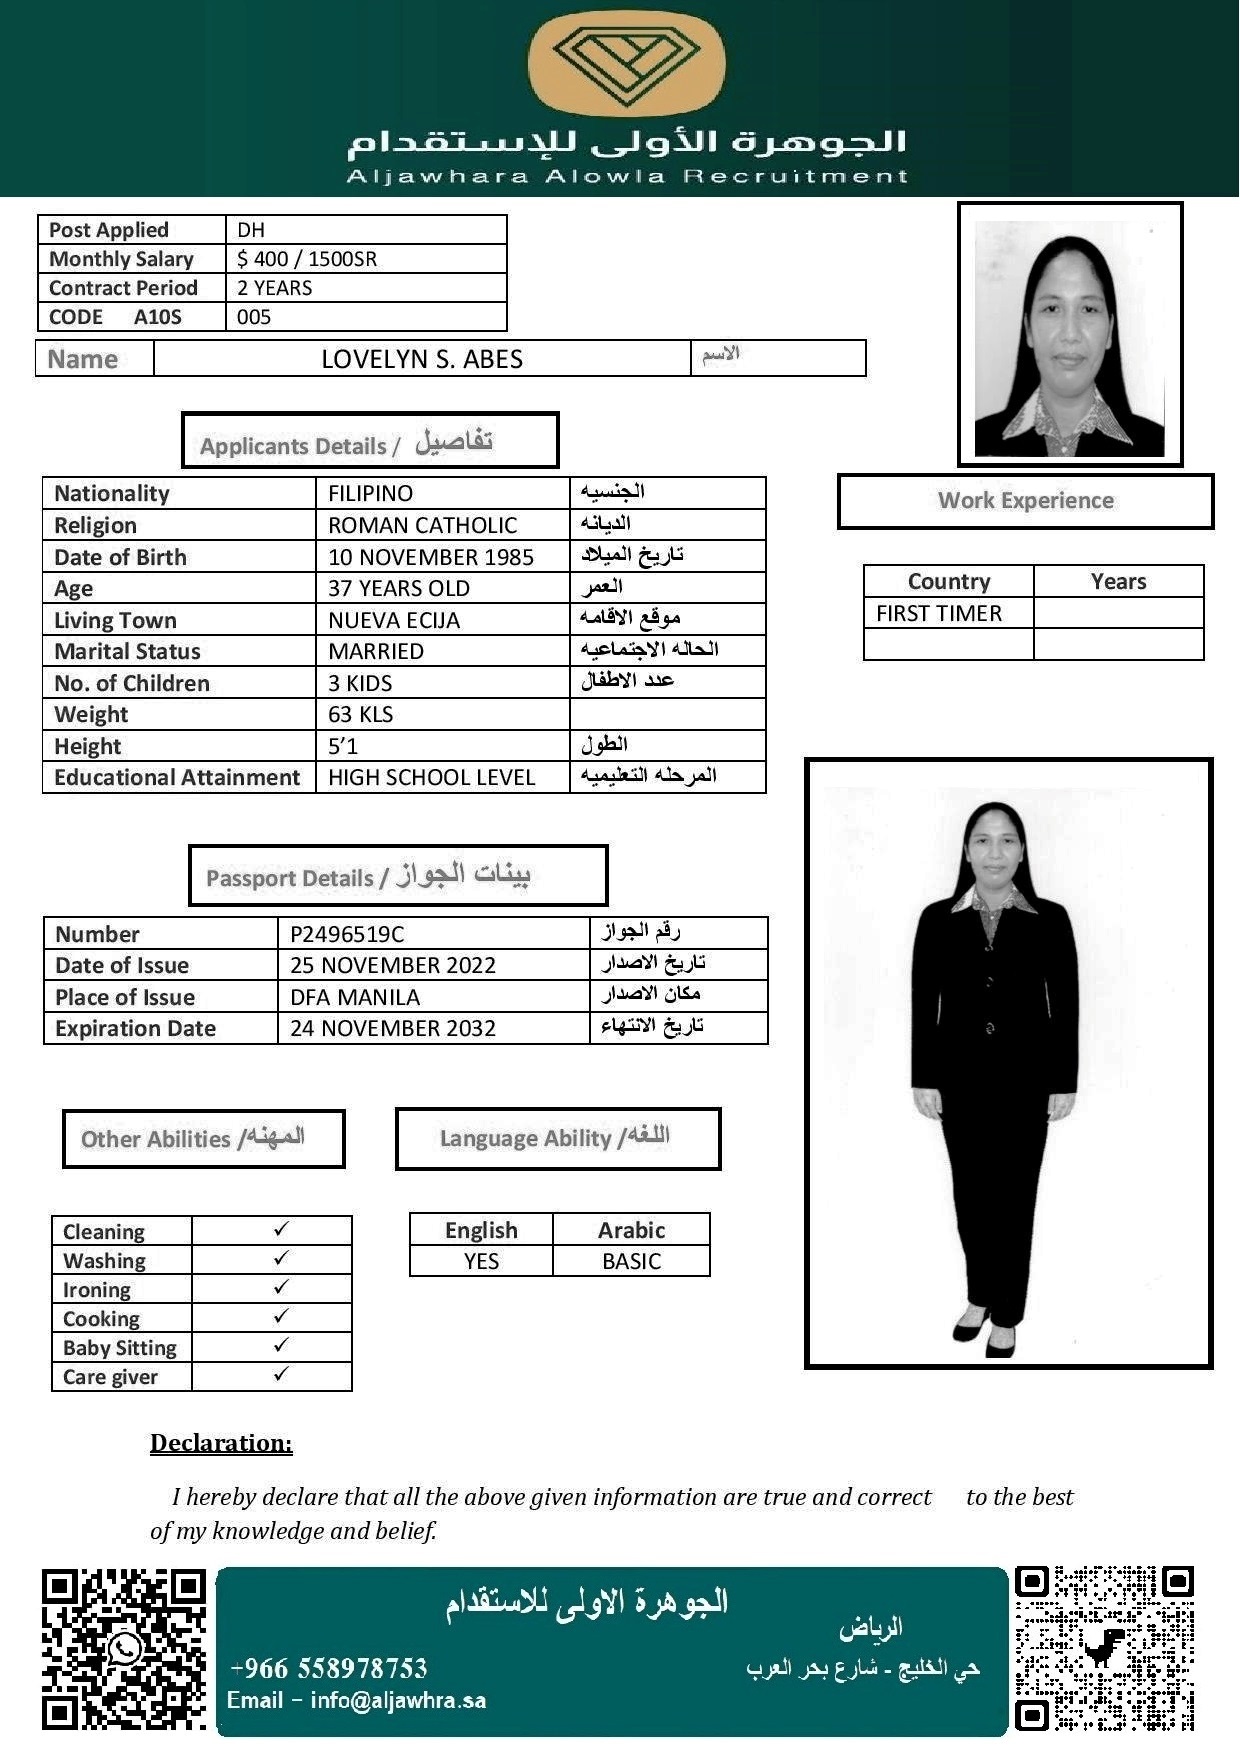 الجوهرة الأولى للإستقدام
Aljawhara Alowla Recruitment
Post Applied DH
Monthly Salary $ 400 / 1500SR
Contract Period 2 YEARS
CODE A10S 005
Name LOVELYN S. ABES الاسم
Applicants Details / تفاصيل
Nationality FILIPINO الجنسيه
Religion ROMAN CATHOLIC الديانه
Date of Birth 10 NOVEMBER 1985 تاريخ الميلاد
Age 37 YEARS OLD العمر
Living Town NUEVA ECIJA موقع الاقامه
Marital Status MARRIED الحاله الاجتماعيه
No. of Children 3 KIDS عدد الاطفال
Weight 63 KLS
Height 5’1 الطول
Educational Attainment HIGH SCHOOL LEVEL المرحله التعليميه
Work Experience
Country Years
FIRST TIMER
Passport Details / بينات الجواز
Number P2496519C رقم الجواز
Date of Issue 25 NOVEMBER 2022 تاريخ الاصدار
Place of Issue DFA MANILA مكان الاصدار
Expiration Date 24 NOVEMBER 2032 تاريخ الانتهاء
Other Abilities /المهنه
Cleaning ✓
Washing ✓
Ironing ✓
Cooking ✓
Baby Sitting ✓
Care giver ✓
Language Ability /اللغه
English Arabic
YES BASIC
Declaration:
I hereby declare that all the above given information are true and correct to the best
of my knowledge and belief.
الجوهرة الاولى للاستقدام
الرياض
+966 558978753 حي الخليج - شارع بحر العرب
Email – info@aljawhra.sa